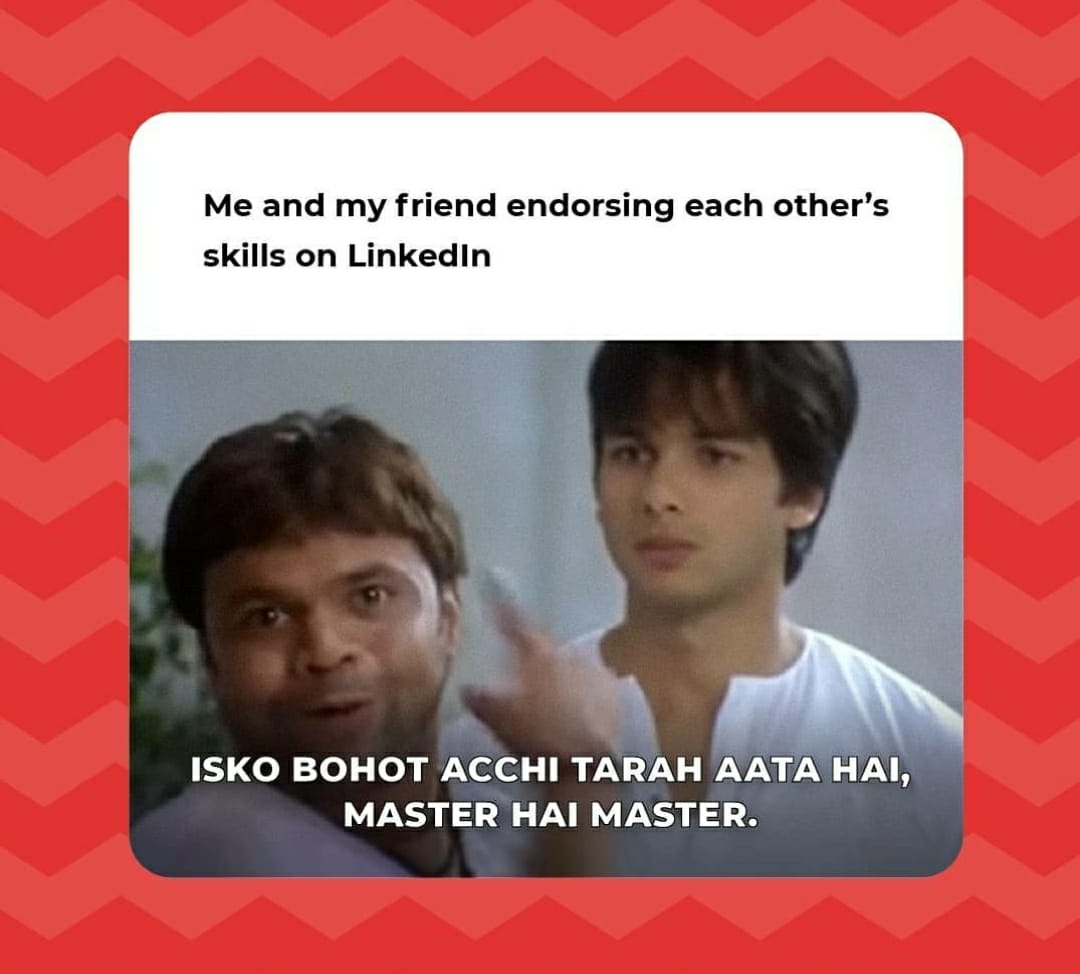 Me and my friend endorsing each other’s
skills on LinkedIn
ISKO BOHOT ACCHI TARAH AATA HAI,
MASTER HAI MASTER.